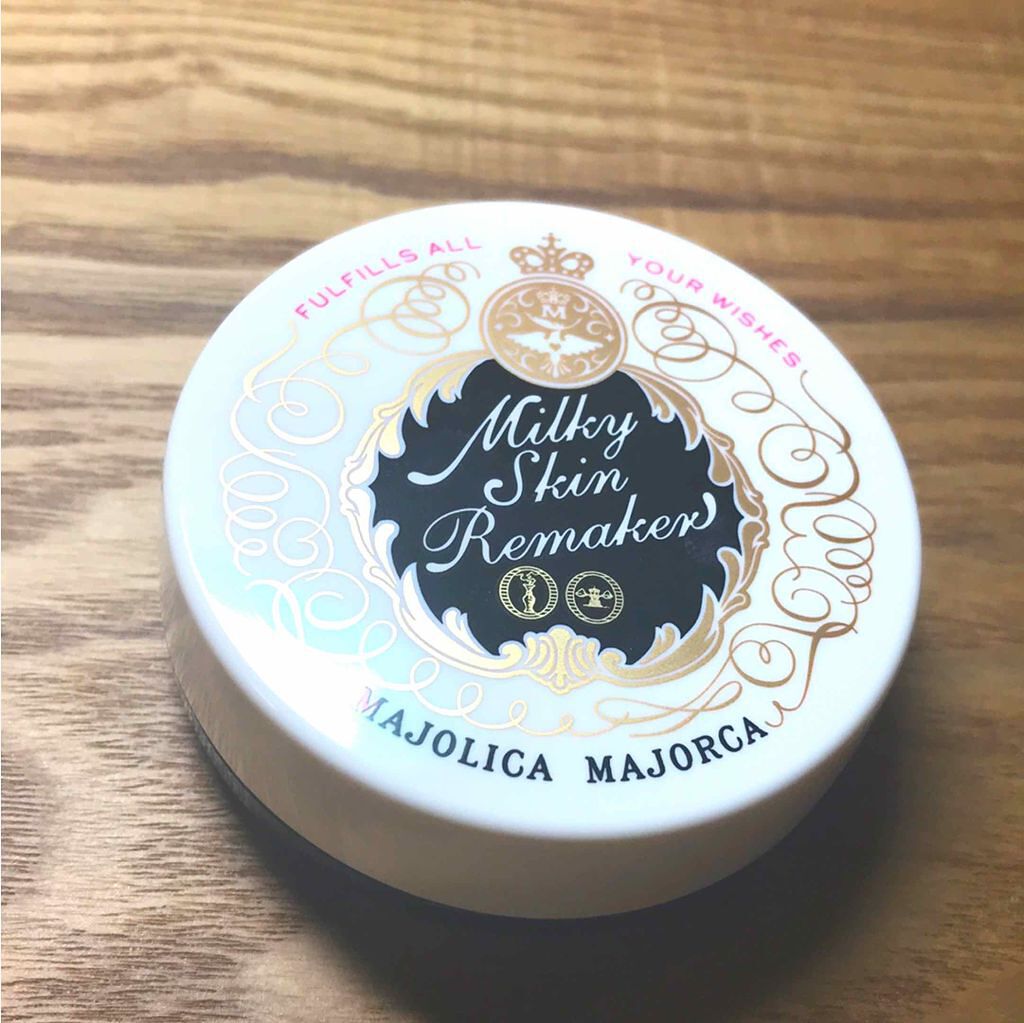 FULFILLS ALL YOUR WISHES
M
Milky
Skin
Remaker
MAJOLICA MAJORCA